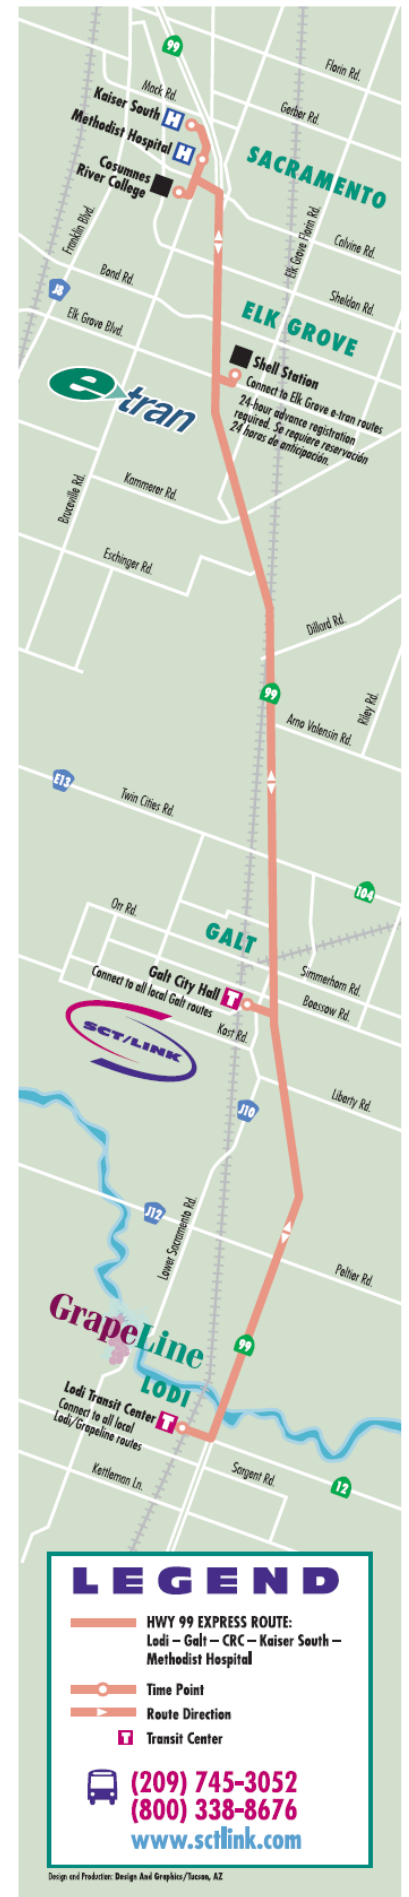 99
Florin Rd.
Mack Rd.
Kaiser South H
Gerber Rd.
Methodist Hospital H
SACRAMENTO
Cosumnes
River College
Franklin Blvd.
Elk Grove Florin Rd.
Calvine Rd.
Bond Rd.
Sheldon Rd.
J8
ELK GROVE
Elk Grove Blvd.
Shell Station
Connect to Elk Grove e-tran routes
24-hour advance registration
required. Se requiere reservación
24 horas de anticipación.
e-tran
Kammerer Rd.
Bruceville Rd.
Eschinger Rd.
Dillard Rd.
99
Riley Rd.
Arno Valensin Rd.
E13
Twin Cities Rd.
104
Orr Rd.
GALT
Galt City Hall T
Connect to all local Galt routes
Simmerhorn Rd.
Boessow Rd.
SCT/LINK
Kost Rd.
Liberty Rd.
J10
J12
Lower Sacramento Rd.
Peltier Rd.
GrapeLine
99
LODI
Lodi Transit Center T
Connect to all local
Lodi/Grapeline routes
Kettleman Ln.
Sargent Rd.
12
LEGEND
HWY 99 EXPRESS ROUTE:
Lodi – Galt – CRC – Kaiser South –
Methodist Hospital
Time Point
Route Direction
T Transit Center
(209) 745-3052
(800) 338-8676
www.sctlink.com
Design and Production: Design And Graphics/Tucson, AZ